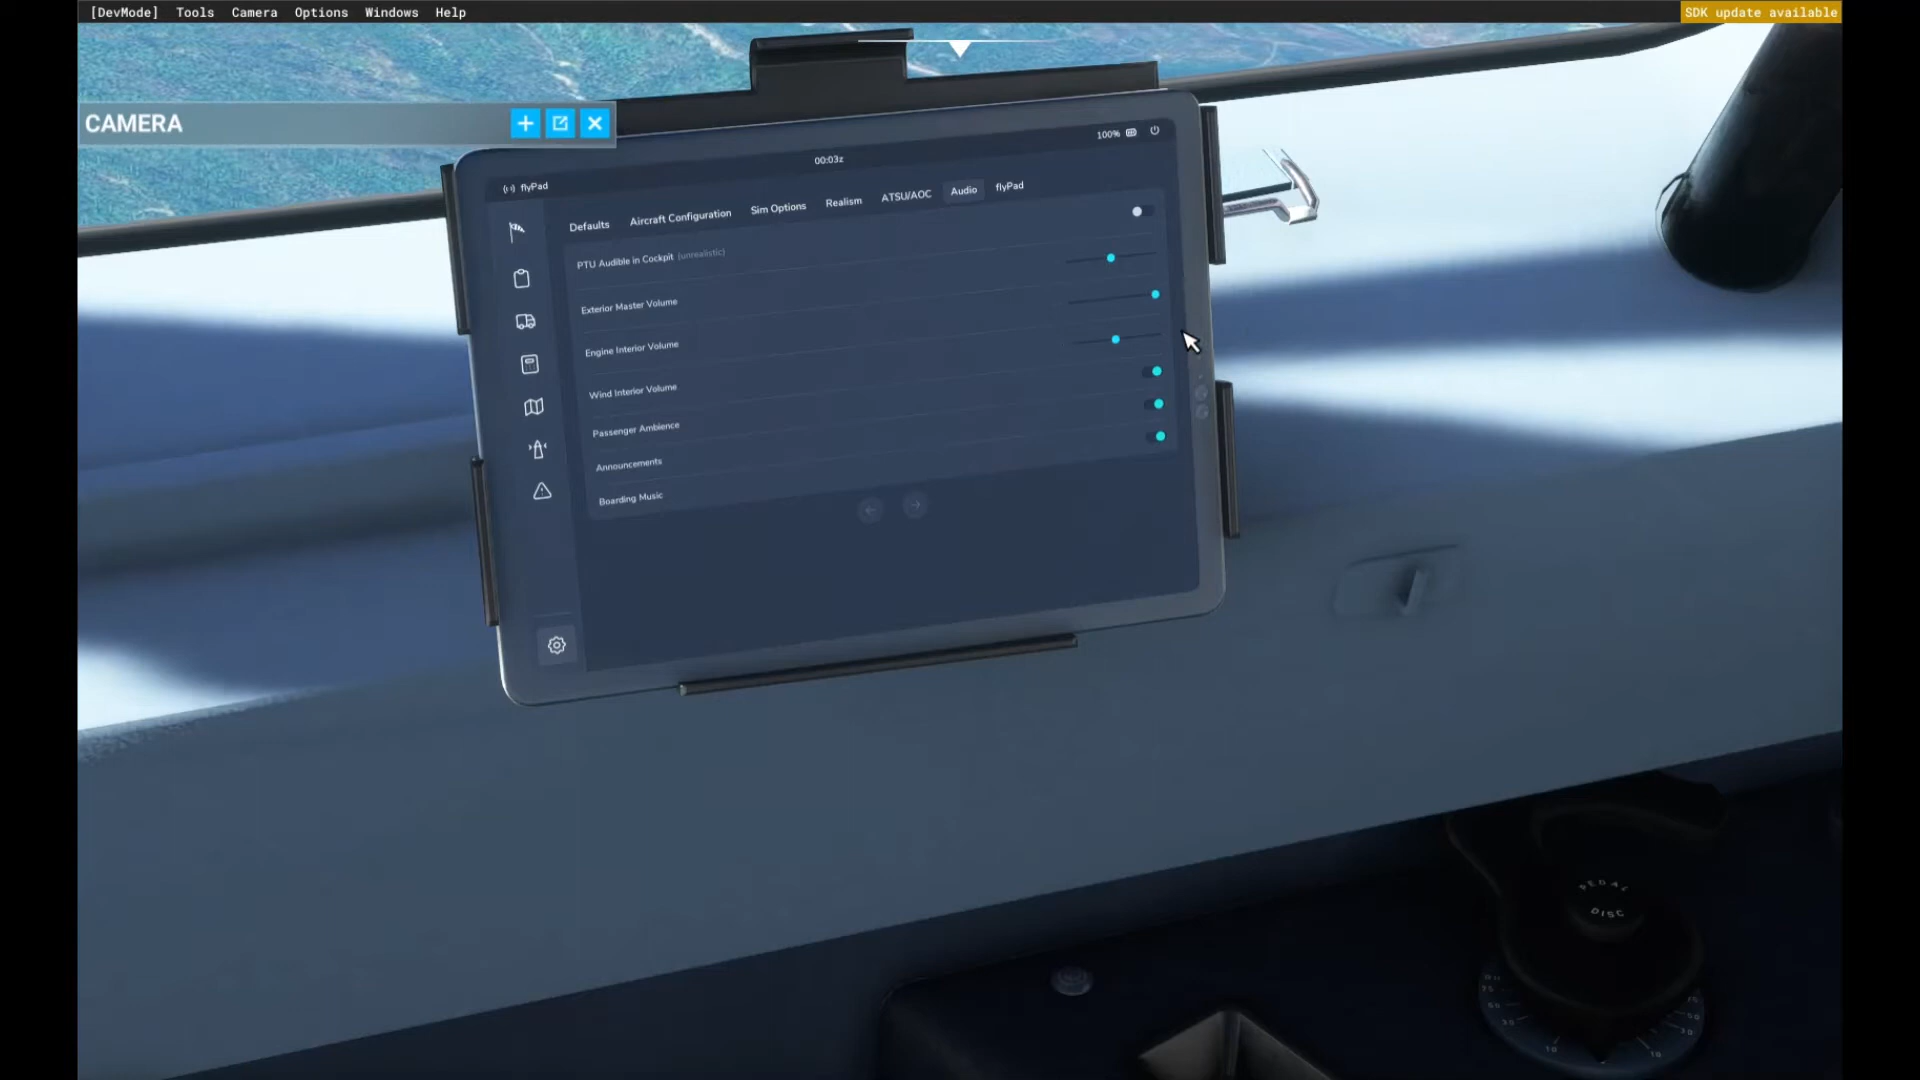 [DevMode] Tools Camera Options Windows Help
SDK update available
CAMERA
100%
00:03z
flyPad
Defaults Aircraft Configuration Sim Options Realism ATSU/AOC Audio flyPad
PTU Audible in Cockpit (unrealistic)
Exterior Master Volume
Engine Interior Volume
Wind Interior Volume
Passenger Ambience
Announcements
Boarding Music
PEDAL
DISC